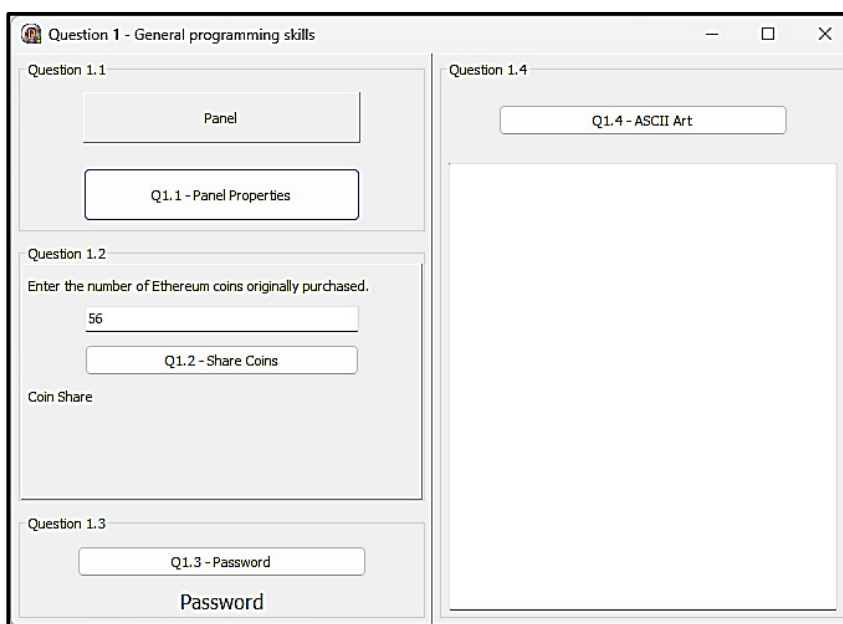 Question 1 - General programming skills
Question 1.1
Panel
Q1.1 - Panel Properties
Question 1.2
Enter the number of Ethereum coins originally purchased.
56
Q1.2 - Share Coins
Coin Share
Question 1.3
Q1.3 - Password
Password
Question 1.4
Q1.4 - ASCII Art